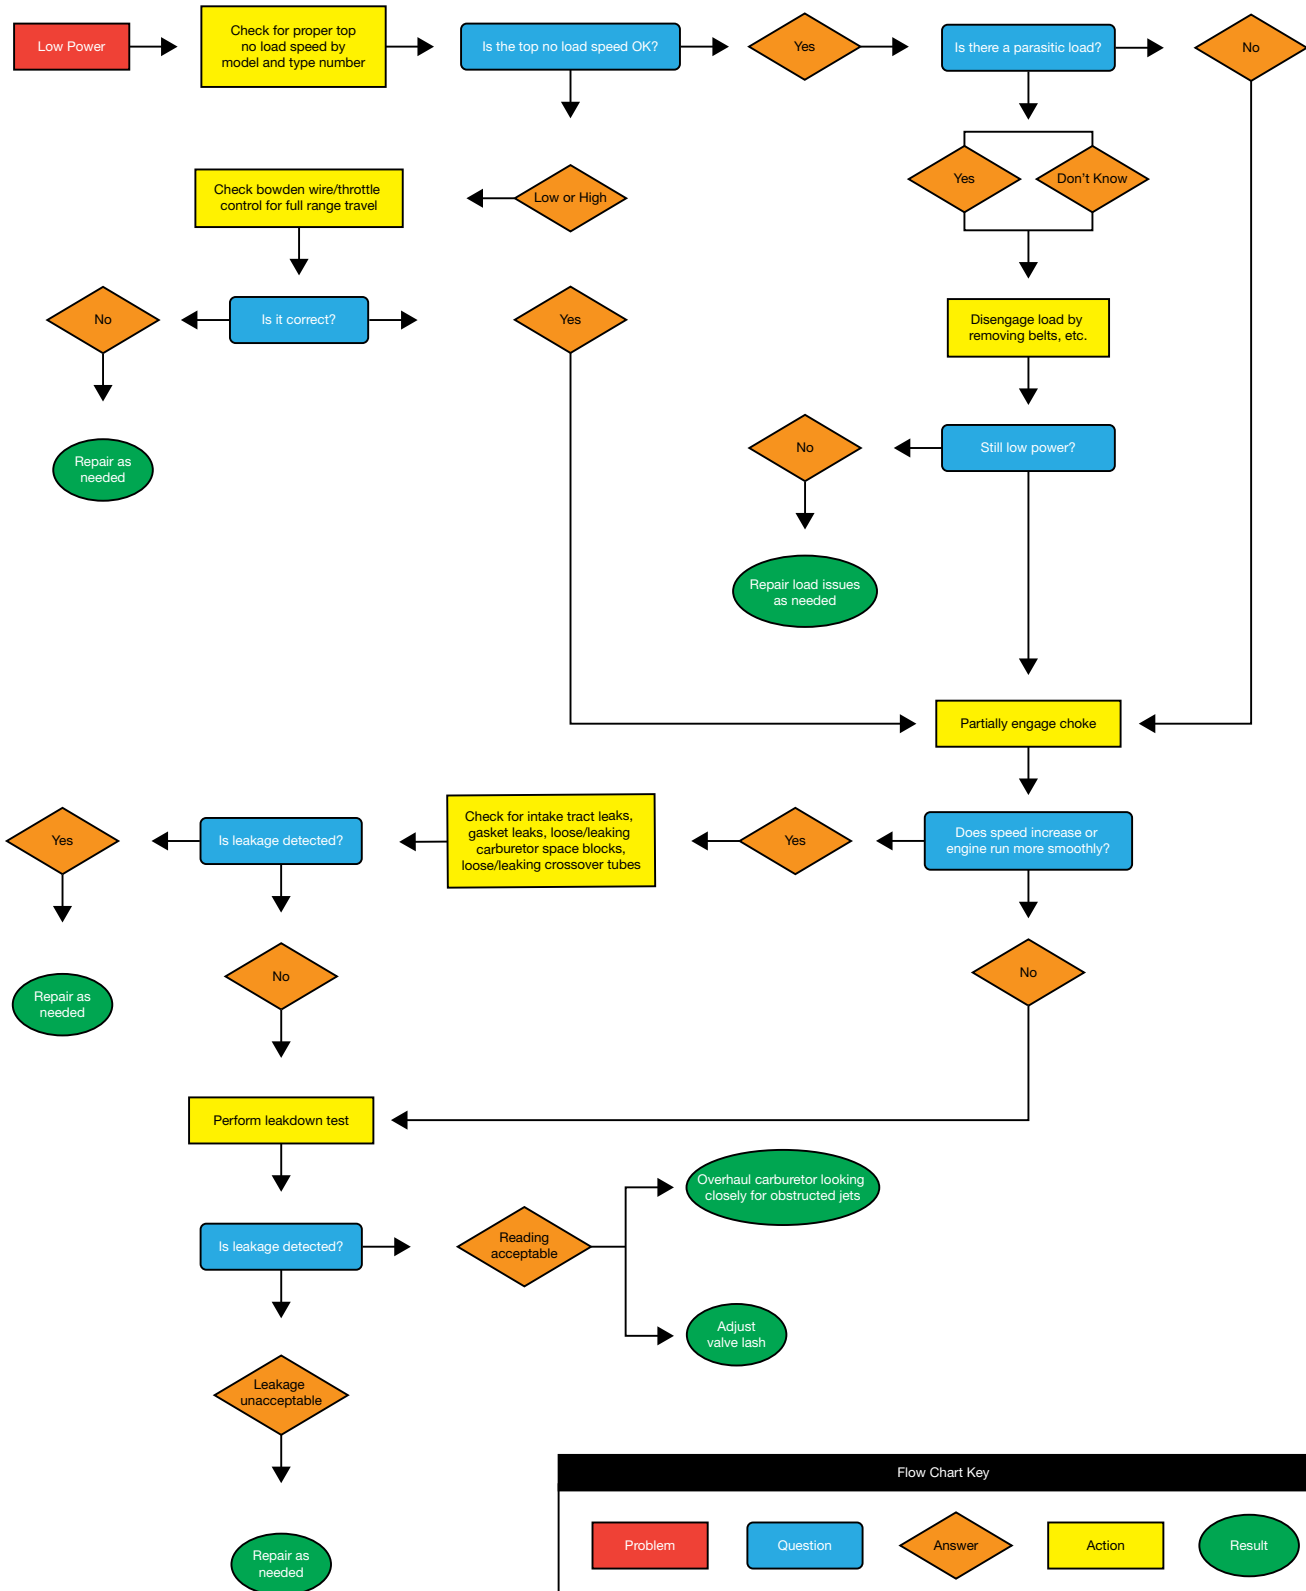 Low Power
Check for proper top
no load speed by
model and type number
Is the top no load speed OK?
Yes
Is there a parasitic load?
No
Check bowden wire/throttle
control for full range travel
Low or High
Yes
Don't Know
No
Is it correct?
Yes
Disengage load by
removing belts, etc.
Repair as
needed
No
Still low power?
Repair load issues
as needed
Partially engage choke
Yes
Is leakage detected?
Check for intake tract leaks,
gasket leaks, loose/leaking
carburetor space blocks,
loose/leaking crossover tubes
Yes
Does speed increase or
engine run more smoothly?
Repair as
needed
No
No
Perform leakdown test
Is leakage detected?
Reading
acceptable
Overhaul carburetor looking
closely for obstructed jets
Adjust
valve lash
Leakage
unacceptable
Repair as
needed
Flow Chart Key
Problem
Question
Answer
Action
Result